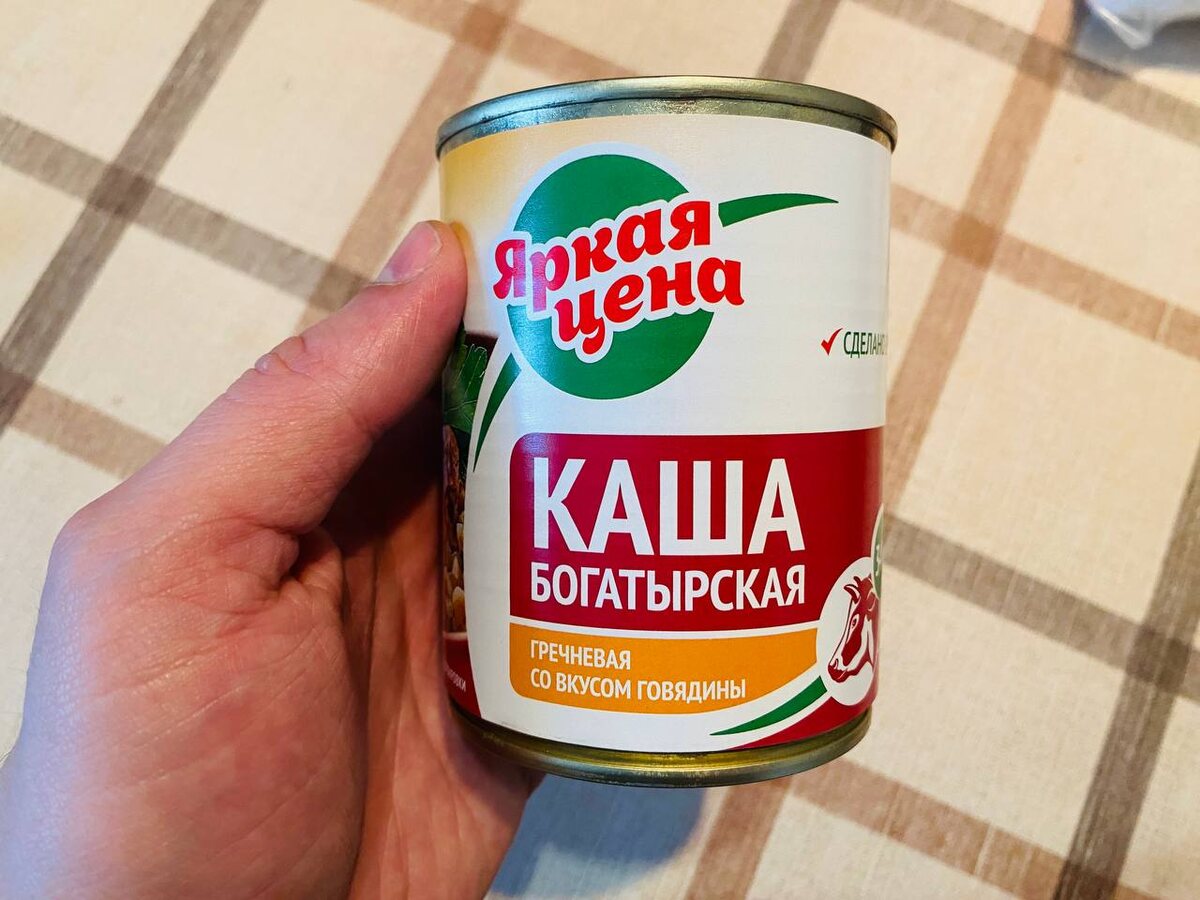 Яркая
цена
СДЕЛАНО
КАША
БОГАТЫРСКАЯ
ГРЕЧНЕВАЯ
СО ВКУСОМ ГОВЯДИНЫ